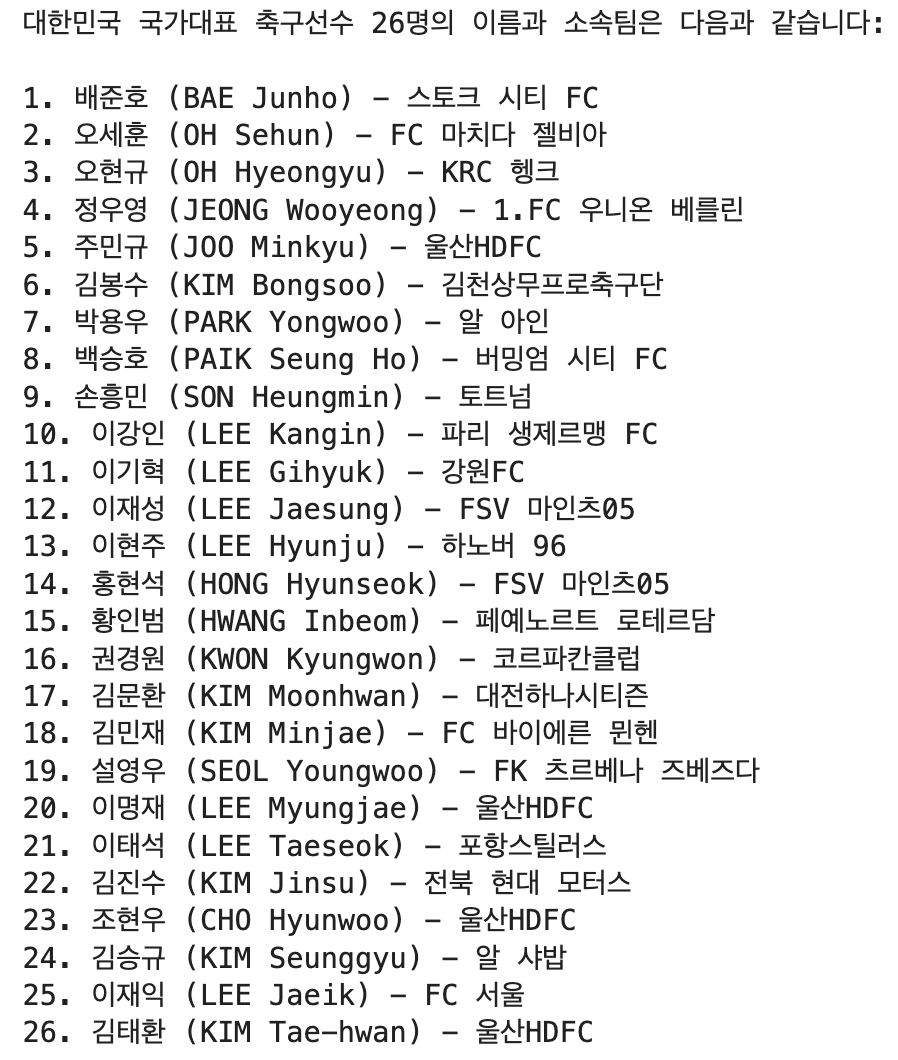 대한민국 국가대표 축구선수 26명의 이름과 소속팀은 다음과 같습니다:
1. 배준호 (BAE Junho) – 스토크 시티 FC
2. 오세훈 (OH Sehun) – FC 마치다 젤비아
3. 오현규 (OH Hyeongyu) – KRC 헹크
4. 정우영 (JEONG Wooyeong) – 1.FC 우니온 베를린
5. 주민규 (JOO Minkyu) – 울산HDFC
6. 김봉수 (KIM Bongsoo) – 김천상무프로축구단
7. 박용우 (PARK Yongwoo) – 알 아인
8. 백승호 (PAIK Seung Ho) – 버밍엄 시티 FC
9. 손흥민 (SON Heungmin) – 토트넘
10. 이강인 (LEE Kangin) – 파리 생제르맹 FC
11. 이기혁 (LEE Gihyuk) – 강원FC
12. 이재성 (LEE Jaesung) – FSV 마인츠05
13. 이현주 (LEE Hyunju) – 하노버 96
14. 홍현석 (HONG Hyunseok) – FSV 마인츠05
15. 황인범 (HWANG Inbeom) – 페예노르트 로테르담
16. 권경원 (KWON Kyungwon) – 코르파칸클럽
17. 김문환 (KIM Moonhwan) – 대전하나시티즌
18. 김민재 (KIM Minjae) – FC 바이에른 뮌헨
19. 설영우 (SEOL Youngwoo) – FK 츠르베나 즈베즈다
20. 이명재 (LEE Myungjae) – 울산HDFC
21. 이태석 (LEE Taeseok) – 포항스틸러스
22. 김진수 (KIM Jinsu) – 전북 현대 모터스
23. 조현우 (CHO Hyunwoo) – 울산HDFC
24. 김승규 (KIM Seunggyu) – 알 샤밥
25. 이재익 (LEE Jaeik) – FC 서울
26. 김태환 (KIM Tae-hwan) – 울산HDFC